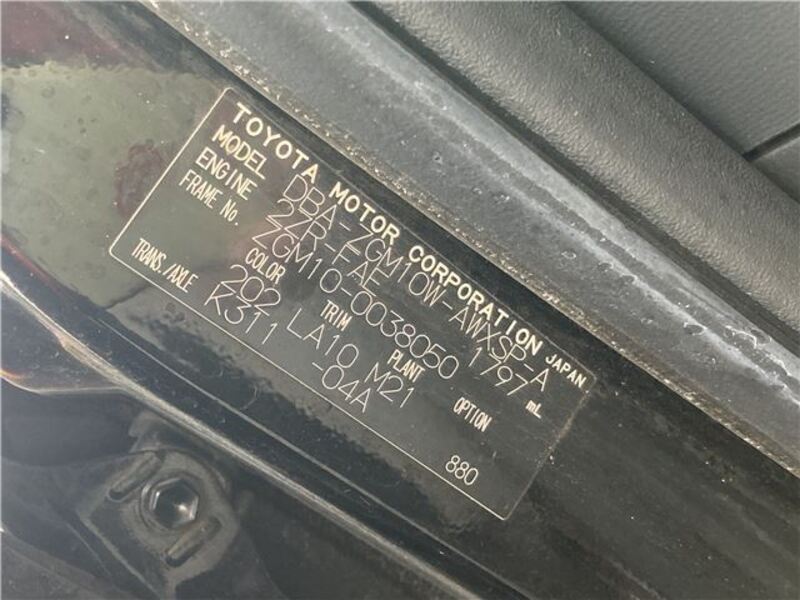 TOYOTA MOTOR CORPORATION JAPAN
MODEL DBA-ZGM10W-AWXSP-A
ENGINE 2ZR-FAE 1797 mL
FRAME No. ZGM10-0038050
COLOR TRIM PLANT OPTION
202 LA10 M21
TRANS./AXLE K311 -04A
880